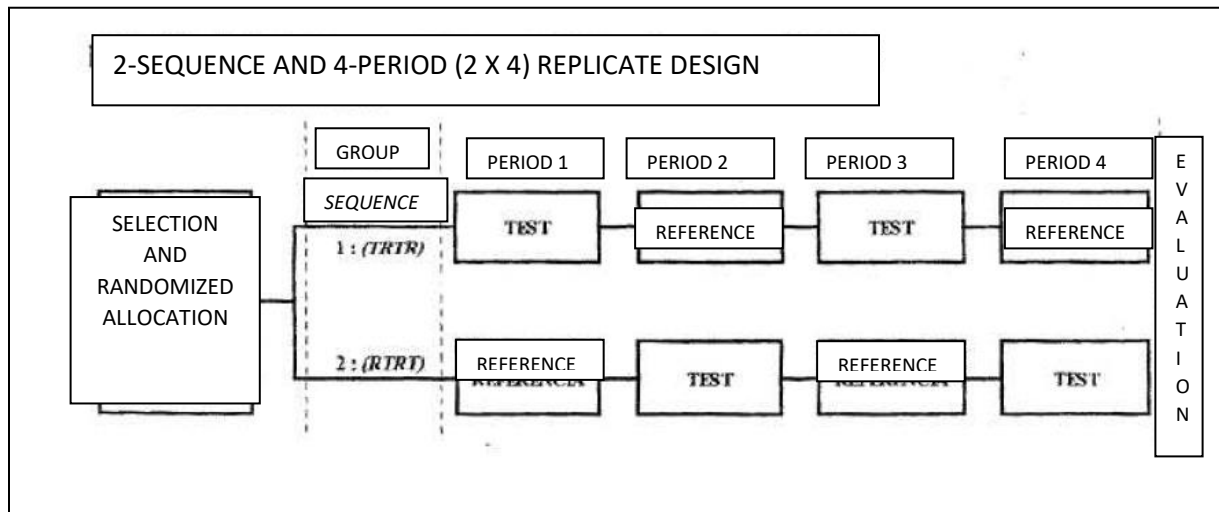 2-SEQUENCE AND 4-PERIOD (2 X 4) REPLICATE DESIGN
GROUP
PERIOD 1
PERIOD 2
PERIOD 3
PERIOD 4
EVALUATION
SEQUENCE
SELECTION
AND
RANDOMIZED
ALLOCATION
1 : (TRTR)
TEST
REFERENCE
TEST
REFERENCE
2 : (RTRT)
REFERENCE
TEST
REFERENCE
TEST